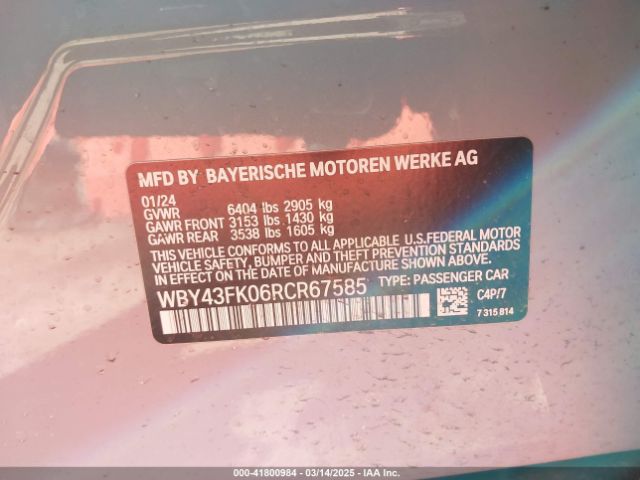 MFD BY BAYERISCHE MOTOREN WERKE AG
01/24
GVWR 6404 lbs 2905 kg
GAWR FRONT 3153 lbs 1430 kg
GAWR REAR 3538 lbs 1605 kg
THIS VEHICLE CONFORMS TO ALL APPLICABLE U.S.FEDERAL MOTOR
VEHICLE SAFETY, BUMPER AND THEFT PREVENTION STANDARDS
IN EFFECT ON THE DATE OF MANUFACTURE SHOWN ABOVE.
WBY43FK06RCR67585 TYPE: PASSENGER CAR
C4P/7
7 315 814
000-41800984 / 03/14/2025 / IAA, Inc.